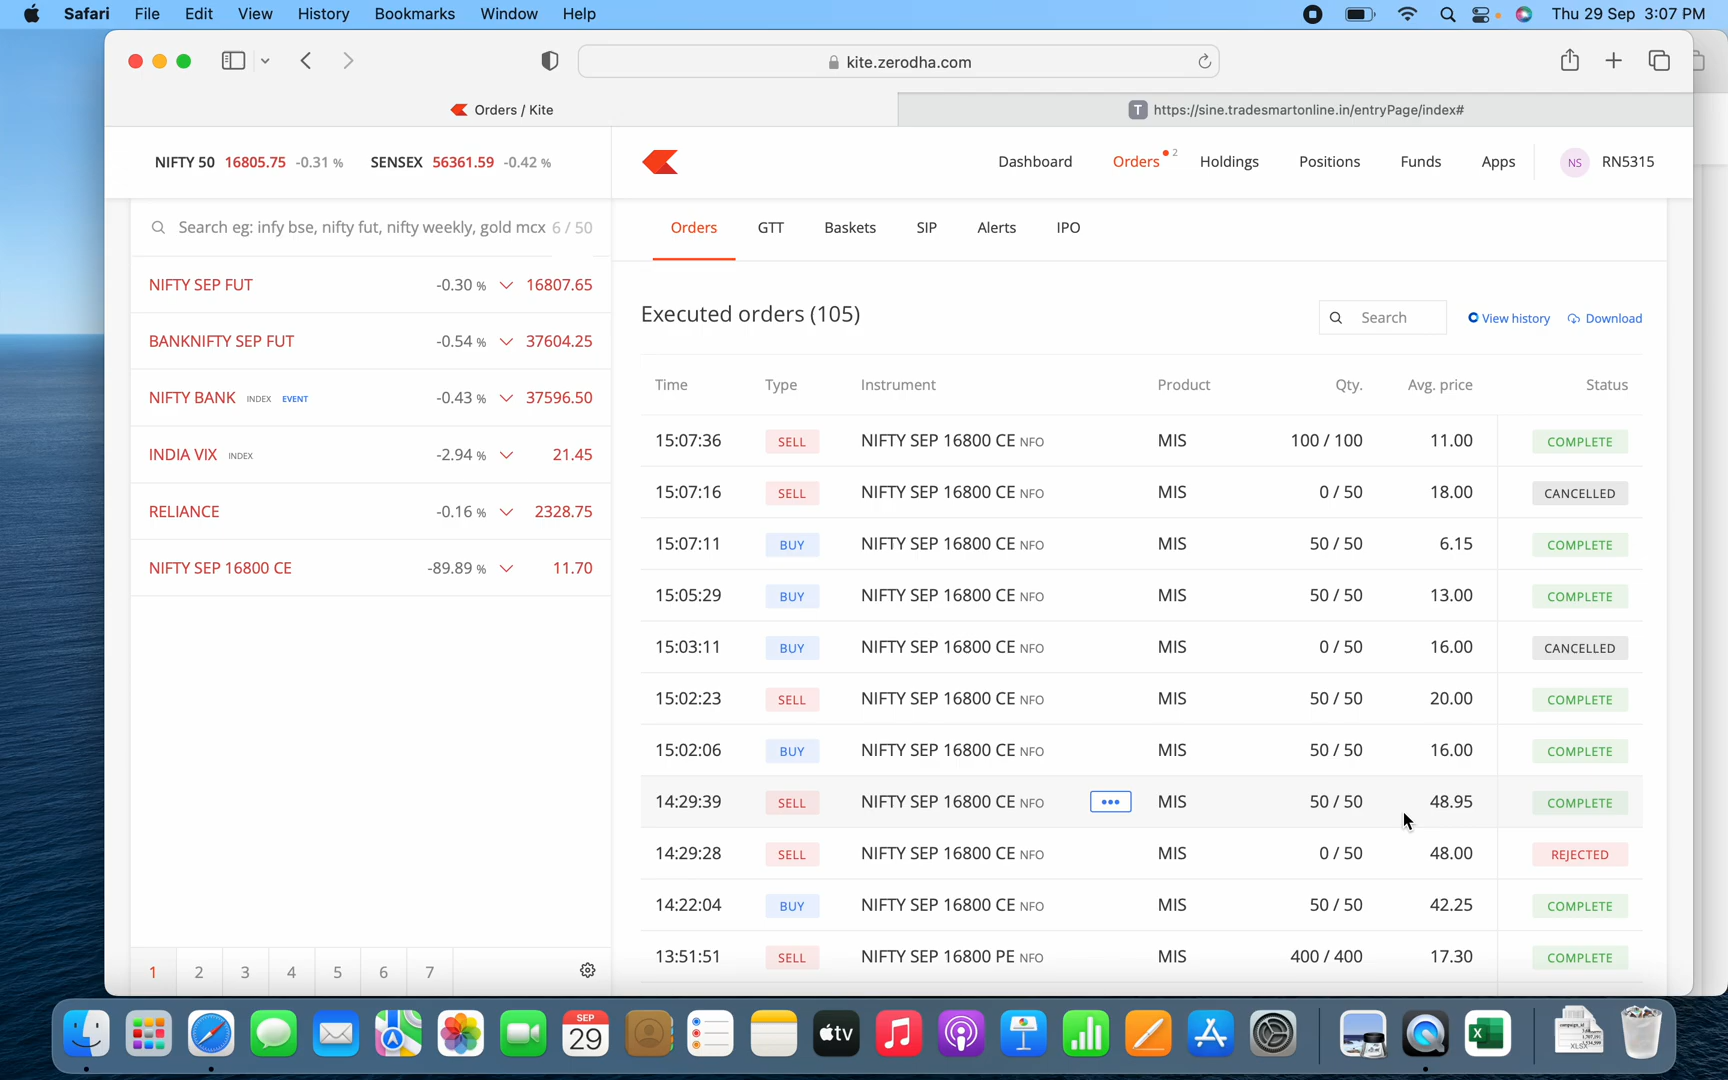 Safari File Edit View History Bookmarks Window Help Thu 29 Sep 3:07 PM
kite.zerodha.com
Orders / Kite T https://sine.tradesmartonline.in/entryPage/index#
NIFTY 50 16805.75 -0.31 % SENSEX 56361.59 -0.42 %
Dashboard Orders 2 Holdings Positions Funds Apps NS RN5315
Search eg: infy bse, nifty fut, nifty weekly, gold mcx 6 / 50
NIFTY SEP FUT -0.30 % 16807.65
BANKNIFTY SEP FUT -0.54 % 37604.25
NIFTY BANK INDEX EVENT -0.43 % 37596.50
INDIA VIX INDEX -2.94 % 21.45
RELIANCE -0.16 % 2328.75
NIFTY SEP 16800 CE -89.89 % 11.70
1 2 3 4 5 6 7
Orders GTT Baskets SIP Alerts IPO
Executed orders (105) Search View history Download
Time Type Instrument Product Qty. Avg. price Status
15:07:36 SELL NIFTY SEP 16800 CE NFO MIS 100 / 100 11.00 COMPLETE
15:07:16 SELL NIFTY SEP 16800 CE NFO MIS 0 / 50 18.00 CANCELLED
15:07:11 BUY NIFTY SEP 16800 CE NFO MIS 50 / 50 6.15 COMPLETE
15:05:29 BUY NIFTY SEP 16800 CE NFO MIS 50 / 50 13.00 COMPLETE
15:03:11 BUY NIFTY SEP 16800 CE NFO MIS 0 / 50 16.00 CANCELLED
15:02:23 SELL NIFTY SEP 16800 CE NFO MIS 50 / 50 20.00 COMPLETE
15:02:06 BUY NIFTY SEP 16800 CE NFO MIS 50 / 50 16.00 COMPLETE
14:29:39 SELL NIFTY SEP 16800 CE NFO ••• MIS 50 / 50 48.95 COMPLETE
14:29:28 SELL NIFTY SEP 16800 CE NFO MIS 0 / 50 48.00 REJECTED
14:22:04 BUY NIFTY SEP 16800 CE NFO MIS 50 / 50 42.25 COMPLETE
13:51:51 SELL NIFTY SEP 16800 PE NFO MIS 400 / 400 17.30 COMPLETE
SEP
29
tv
XLSX